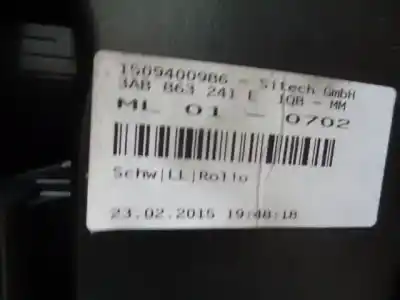 1509400986 - Sitech GmbH
3AB 863 241 E 1QB - MM
ML 01 - 0702
Schw|LL|Rollo
23.02.2015 19:48:18